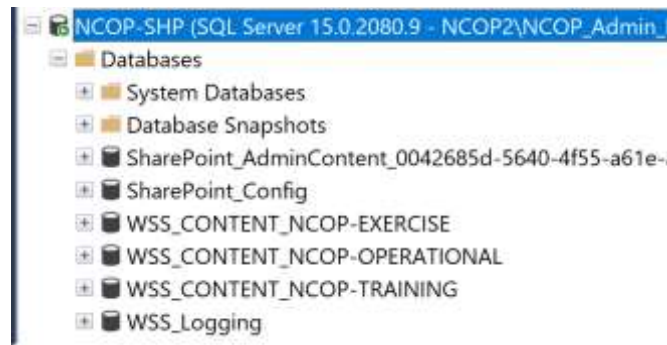 NCOP-SHP (SQL Server 15.0.2080.9 - NCOP2\NCOP_Admin_
Databases
System Databases
Database Snapshots
SharePoint_AdminContent_0042685d-5640-4f55-a61e-
SharePoint_Config
WSS_CONTENT_NCOP-EXERCISE
WSS_CONTENT_NCOP-OPERATIONAL
WSS_CONTENT_NCOP-TRAINING
WSS_Logging